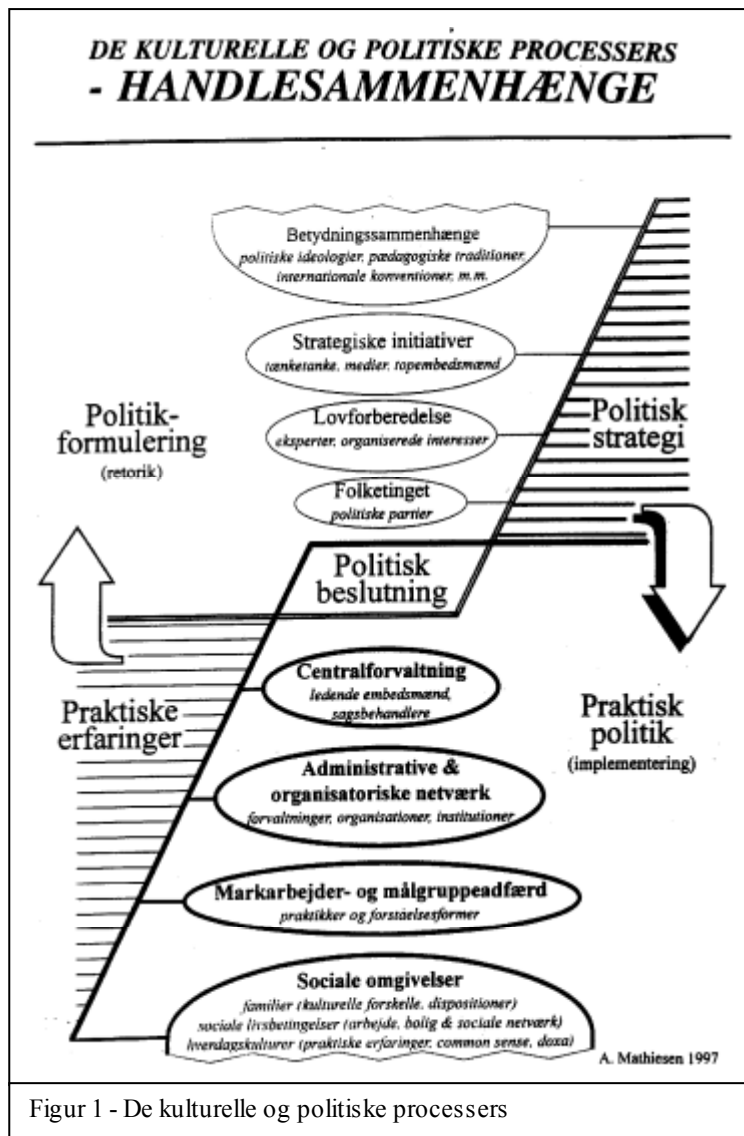 DE KULTURELLE OG POLITISKE PROCESSERS
- HANDLESAMMENHÆNGE
Betydningssammenhænge
politiske ideologier, pædagogiske traditioner,
internationale konventioner, m.m.
Strategiske initiativer
tænketanke, medier, topembedsmænd
Politik-
formulering
(retorik)
Lovforberedelse
eksperter, organiserede interesser
Politisk
strategi
Folketinget
politiske partier
Politisk
beslutning
Centralforvaltning
ledende embedsmænd,
sagsbehandlere
Praktiske
erfaringer
Praktisk
politik
(implementering)
Administrative &
organisatoriske netværk
forvaltninger, organisationer, institutioner
Markarbejder- og målgruppeadfærd
praktikker og forståelsesformer
Sociale omgivelser
familier (kulturelle forskelle, dispositioner)
sociale livsbetingelser (arbejde, bolig & sociale netværk)
hverdagskulturer (praktiske erfaringer, common sense, doxa)
A. Mathiesen 1997
Figur 1 - De kulturelle og politiske processers